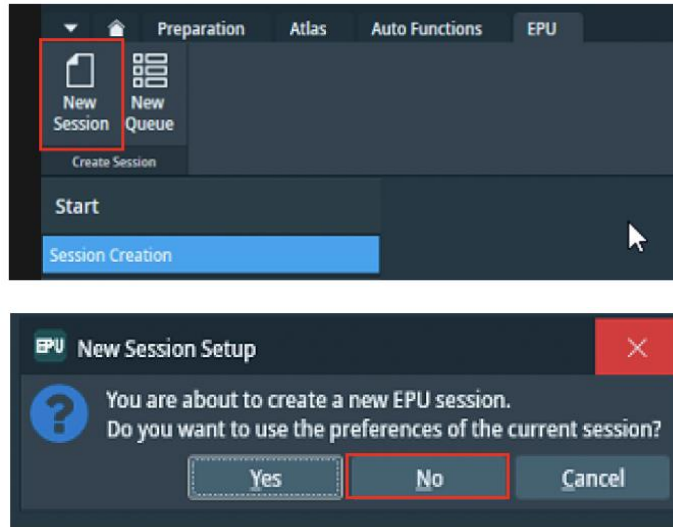 Preparation Atlas Auto Functions EPU
New New
Session Queue
Create Session
Start
Session Creation
EPU New Session Setup
You are about to create a new EPU session.
Do you want to use the preferences of the current session?
Yes No Cancel